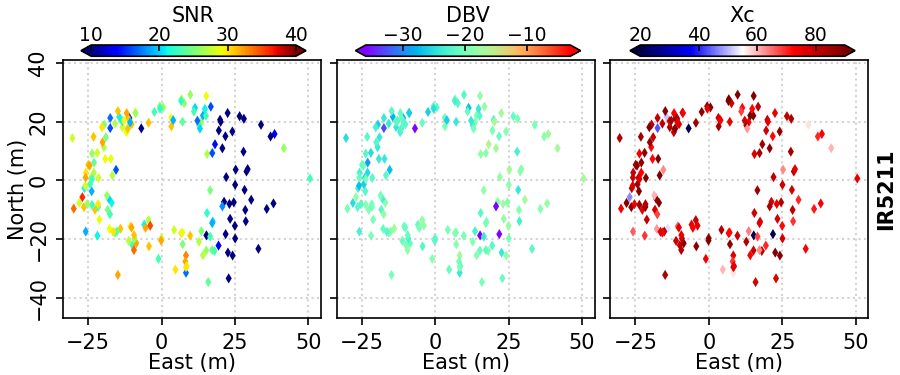 SNR DBV Xc
10 20 30 40 −30 −20 −10 20 40 60 80
North (m)
40
20
0
−20
−40
−25 0 25 50 −25 0 25 50 −25 0 25 50
East (m) East (m) East (m)
IR5211